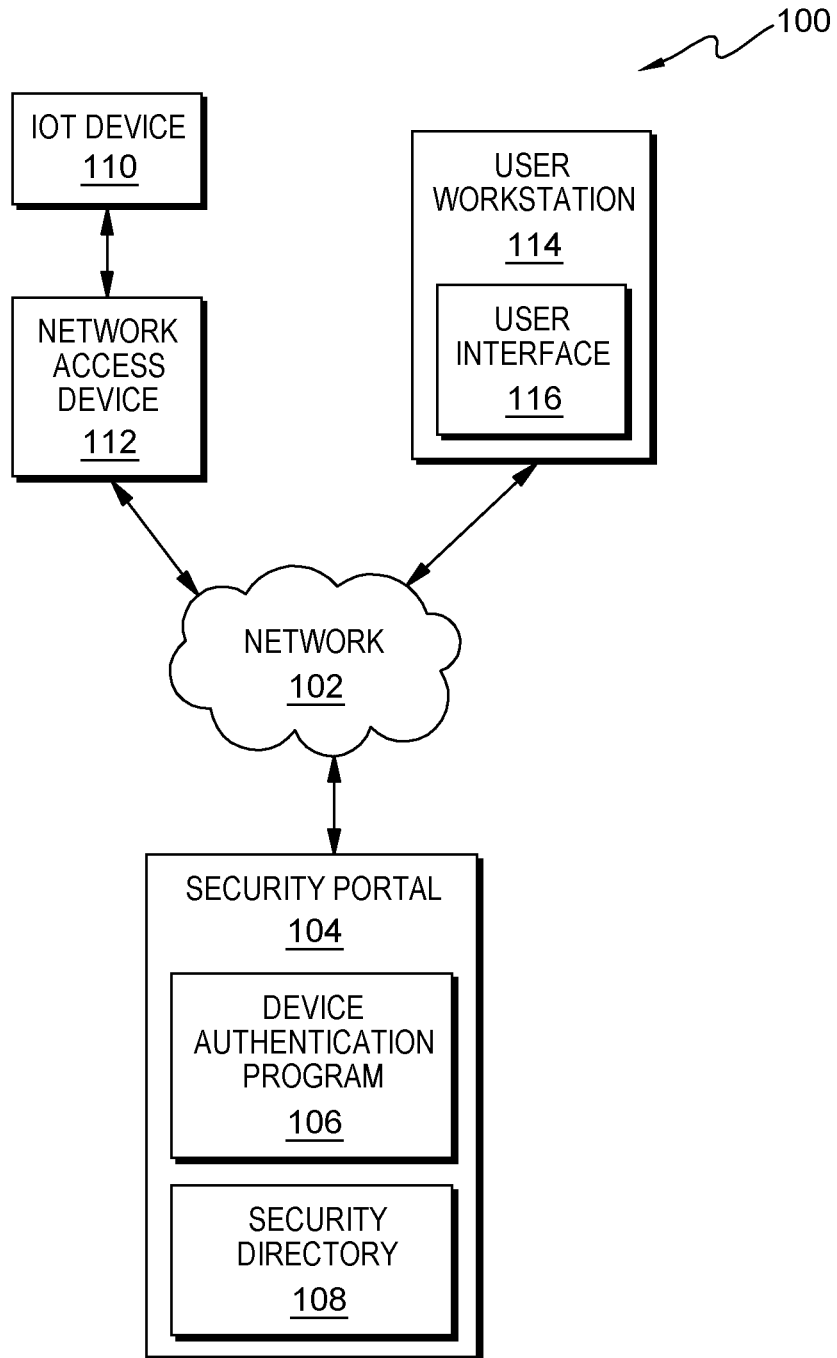 100
IOT DEVICE
110
NETWORK
ACCESS
DEVICE
112
USER
WORKSTATION
114
USER
INTERFACE
116
NETWORK
102
SECURITY PORTAL
104
DEVICE
AUTHENTICATION
PROGRAM
106
SECURITY
DIRECTORY
108